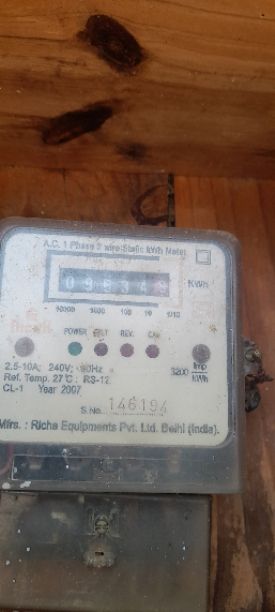 A.C. 1 Phase 2 wire Static kWh Meter
KWH
10000 1000 100 10 1/10
POWER REV. CAL
2.5-10A; 240V; 50Hz
Ref. Temp. 27°C; RS-12
CL-1 Year 2007
3200 Imp/kWh
S.No. 146194
Mfrs. : Riche Equipments Pvt. Ltd. Delhi (India).